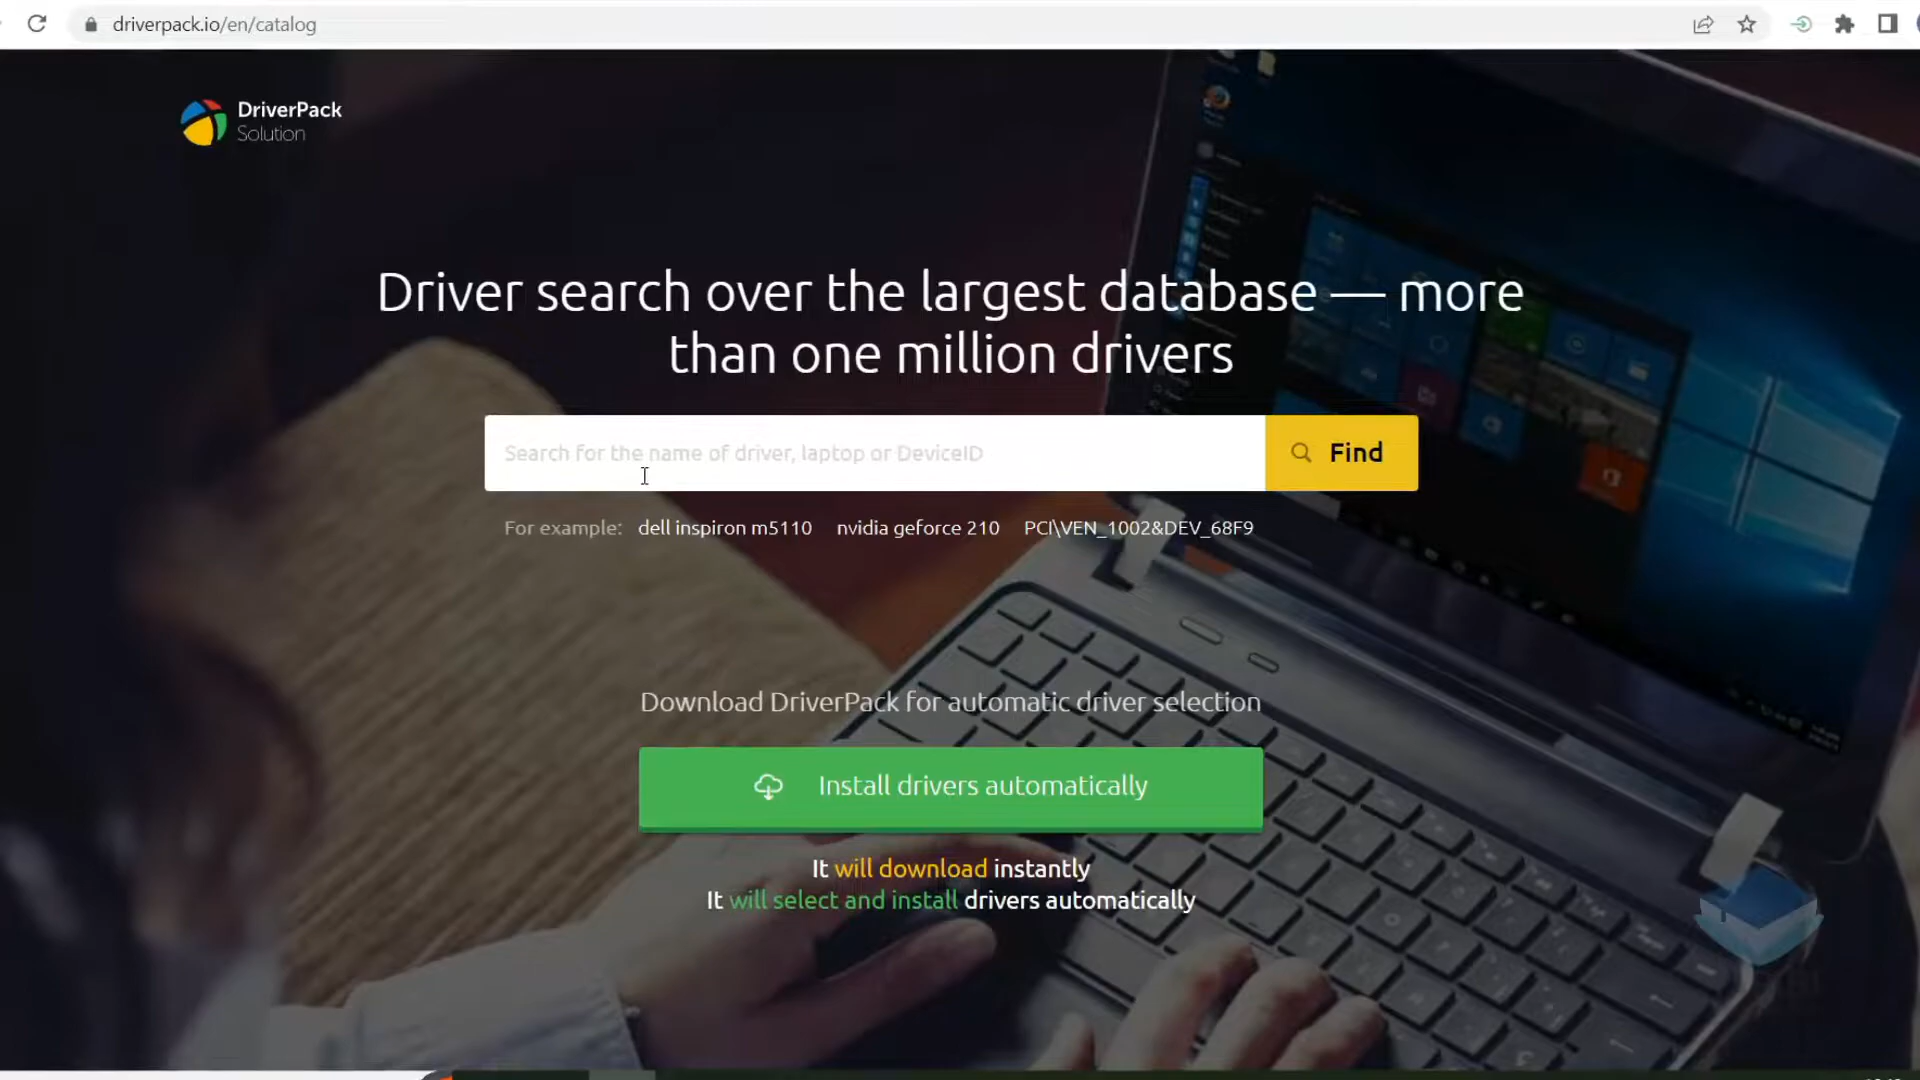 driverpack.io/en/catalog
DriverPack
Solution
Driver search over the largest database — more
than one million drivers
Search for the name of driver, laptop or DeviceID
Find
For example: dell inspiron m5110 nvidia geforce 210 PCI\VEN_1002&DEV_68F9
Download DriverPack for automatic driver selection
Install drivers automatically
It will download instantly
It will select and install drivers automatically